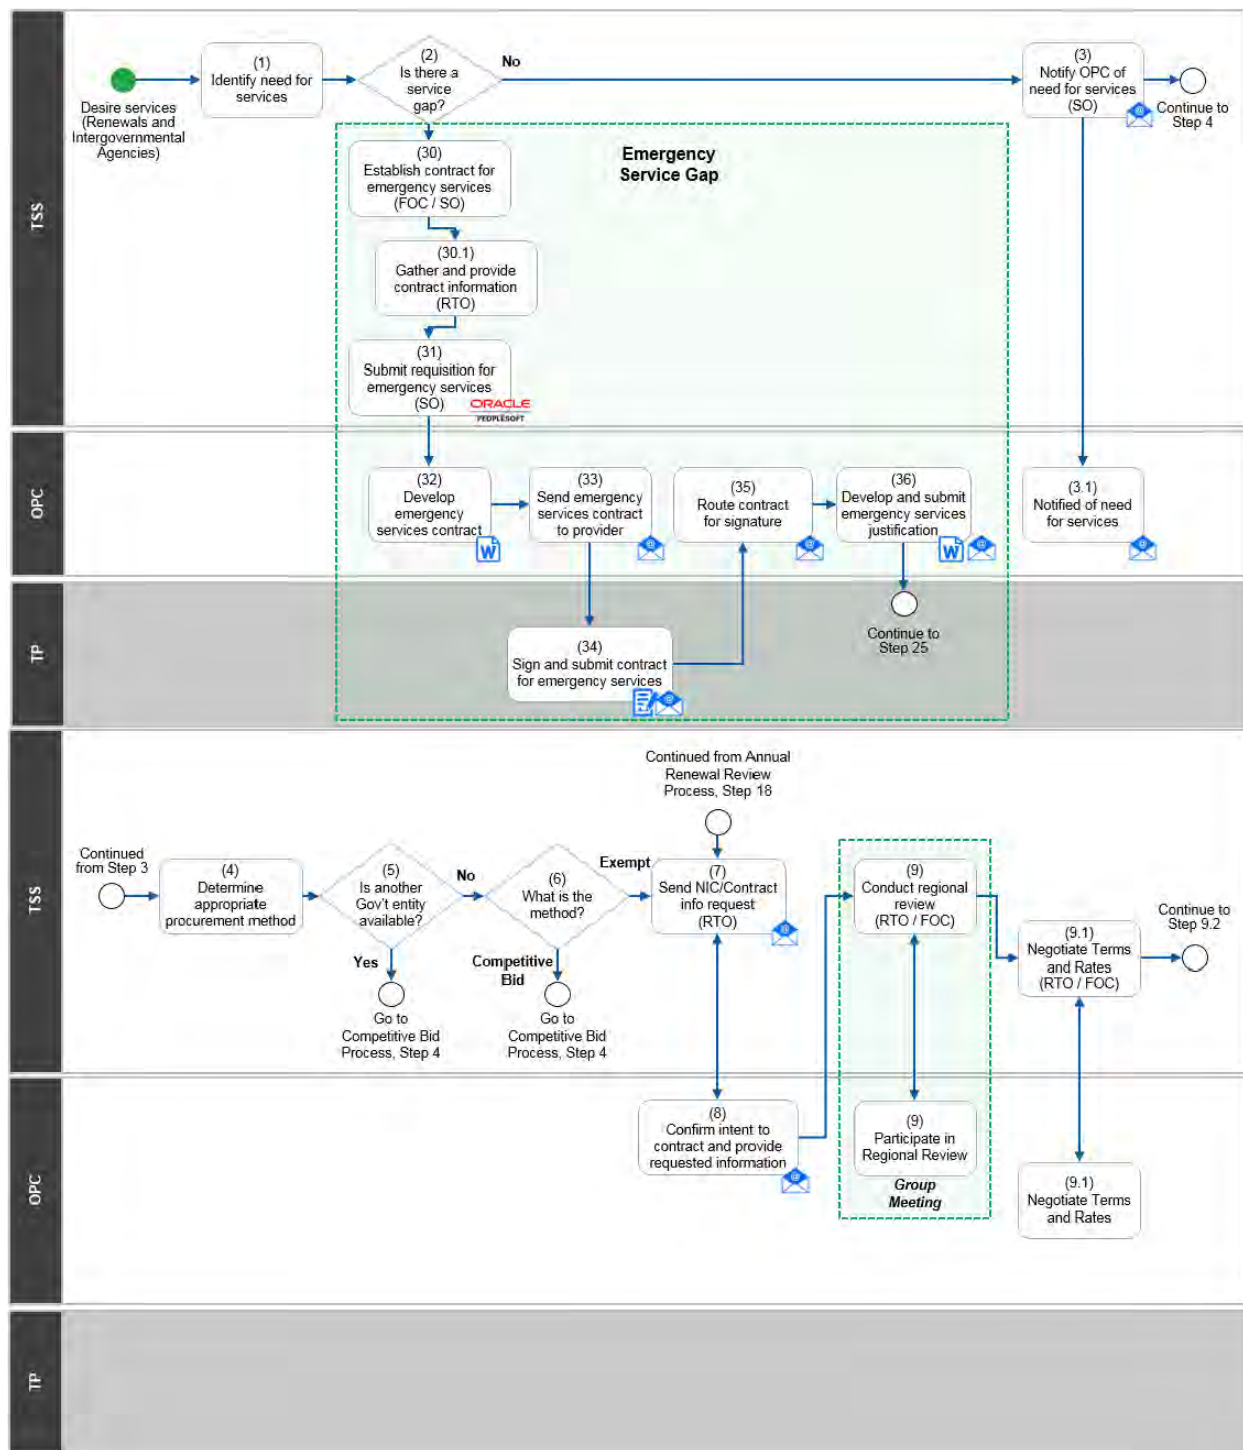 TSS
(1)
Identify need for
services
(2)
Is there a
service
gap?
No
(3)
Notify OPC of
need for services
(SO)
Continue to
Step 4
Desire services
(Renewals and
Intergovernmental
Agencies)
Emergency
Service Gap
(30)
Establish contract for
emergency services
(FOC / SO)
(30.1)
Gather and provide
contract information
(RTO)
(31)
Submit requisition for
emergency services
(SO)
ORACLE
PEOPLESOFT
OPC
(32)
Develop
emergency
services contract
W
(33)
Send emergency
services contract
to provider
@
(35)
Route contract
for signature
@
(36)
Develop and submit
emergency services
justification
W
@
(3.1)
Notified of need
for services
@
TP
(34)
Sign and submit contract
for emergency services
@
Continue to
Step 25
TSS
Continued from Annual
Renewal Review
Process, Step 18
Continued
from Step 3
(4)
Determine
appropriate
procurement method
(5)
Is another
Gov't entity
available?
No
(6)
What is the
method?
Exempt
(7)
Send NIC/Contract
info request
(RTO)
@
(9)
Conduct regional
review
(RTO / FOC)
(9.1)
Negotiate Terms
and Rates
(RTO / FOC)
Continue to
Step 9.2
Yes
Go to
Competitive Bid
Process, Step 4
Competitive
Bid
Go to
Competitive Bid
Process, Step 4
OPC
(8)
Confirm intent to
contract and provide
requested information
@
(9)
Participate in
Regional Review
Group
Meeting
(9.1)
Negotiate Terms
and Rates
TP